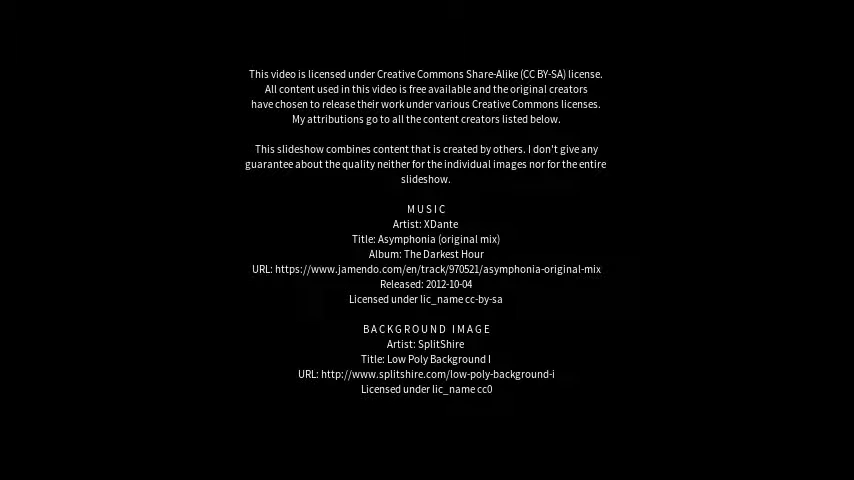 This video is licensed under Creative Commons Share-Alike (CC BY-SA) license.
All content used in this video is free available and the original creators
have chosen to release their work under various Creative Commons licenses.
My attributions go to all the content creators listed below.
This slideshow combines content that is created by others. I don't give any
guarantee about the quality neither for the individual images nor for the entire
slideshow.
MUSIC
Artist: XDante
Title: Asymphonia (original mix)
Album: The Darkest Hour
URL: https://www.jamendo.com/en/track/970521/asymphonia-original-mix
Released: 2012-10-04
Licensed under lic_name cc-by-sa
BACKGROUND IMAGE
Artist: SplitShire
Title: Low Poly Background I
URL: http://www.splitshire.com/low-poly-background-i
Licensed under lic_name cc0